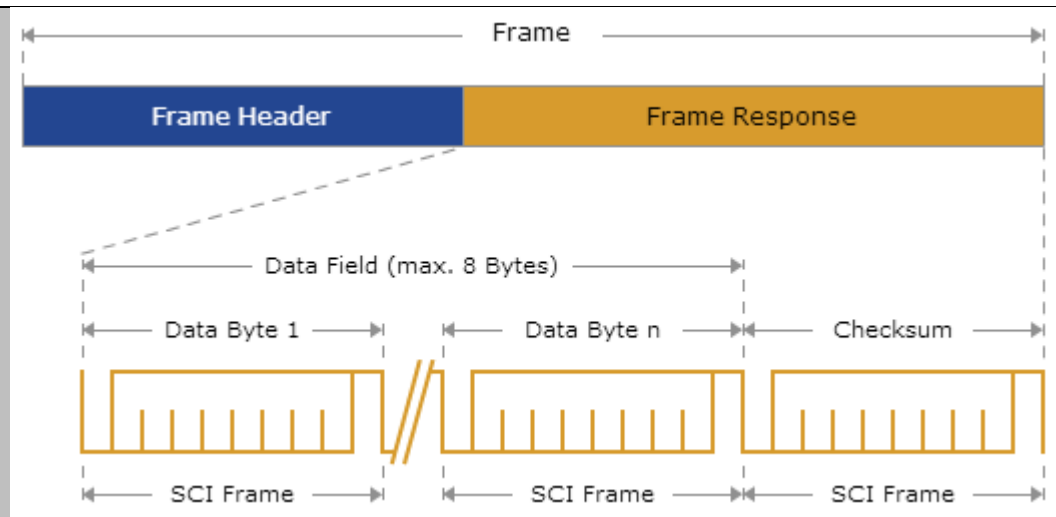 Frame
Frame Header Frame Response
Data Field (max. 8 Bytes)
Data Byte 1 Data Byte n Checksum
SCI Frame SCI Frame SCI Frame